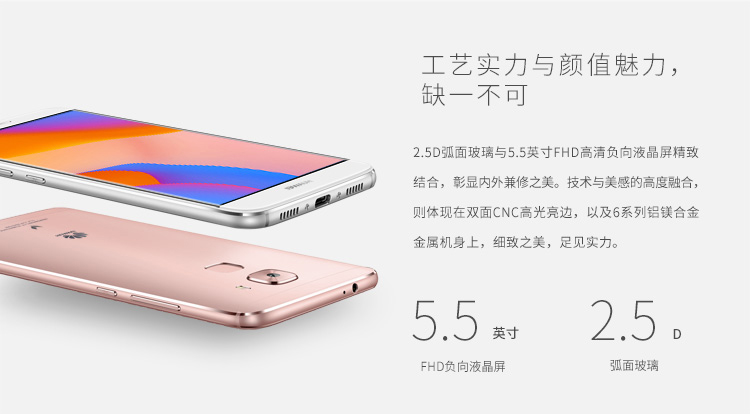 工艺实力与颜值魅力，
缺一不可
2.5D弧面玻璃与5.5英寸FHD高清负向液晶屏精致
结合，彰显内外兼修之美。技术与美感的高度融合，
则体现在双面CNC高光亮边，以及6系列铝镁合金
金属机身上，细致之美，足见实力。
5.5 英寸
FHD负向液晶屏
2.5 D
弧面玻璃